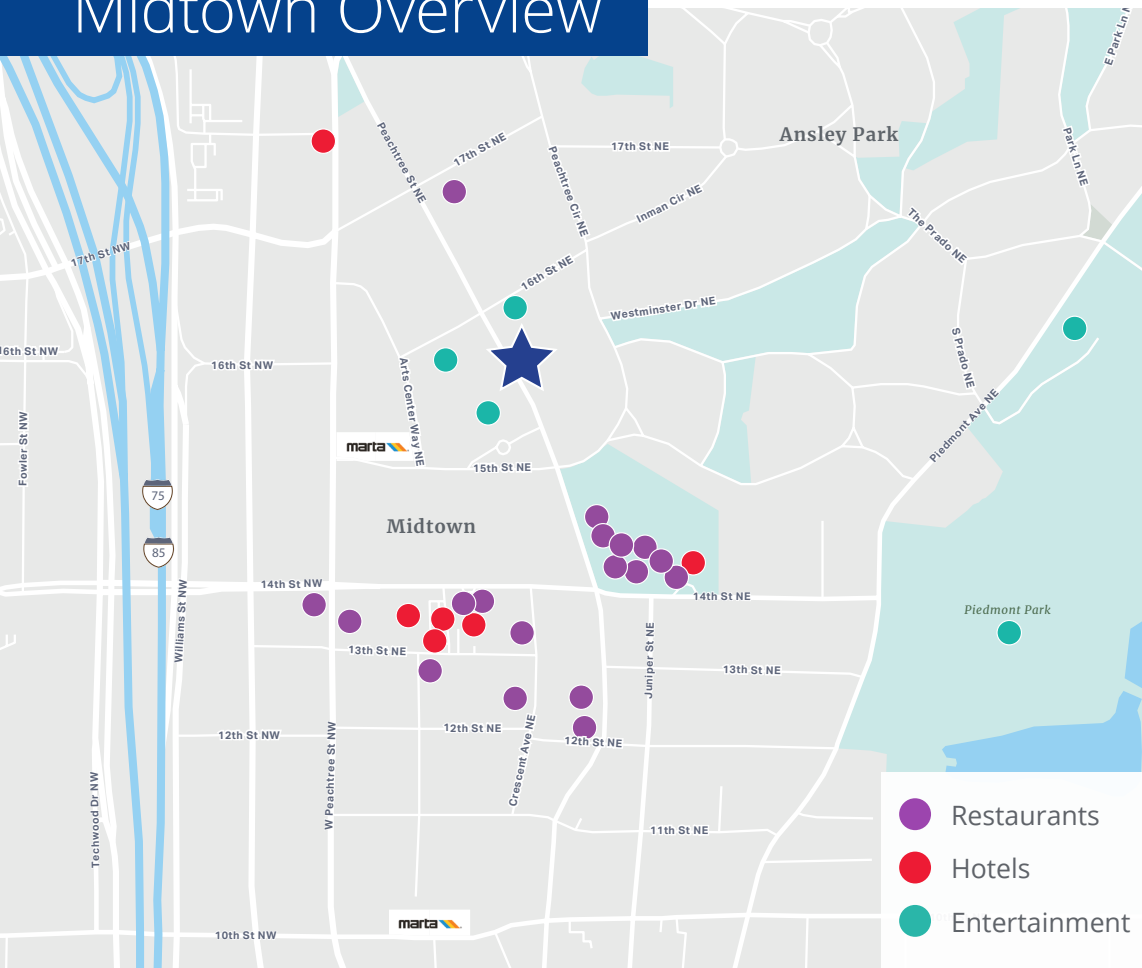 Midtown Overview
E Park Ln N
Peachtree St NE
17th St NE
Peachtree Cir NE
17th St NE
Ansley Park
Park Ln NE
Inman Cir NE
The Prado NE
17th St NW
16th St NE
Westminster Dr NE
16th St NW
16th St NW
Arts Center Way NE
S Prado NE
Piedmont Ave NE
Fowler St NW
marta
15th St NE
75
Midtown
85
14th St NW
14th St NE
Piedmont Park
Williams St NW
13th St NE
Juniper St NE
13th St NE
12th St NW
W Peachtree St NW
12th St NE
Crescent Ave NE
12th St NE
Techwood Dr NW
11th St NE
marta
10th St NW
Restaurants
Hotels
Entertainment